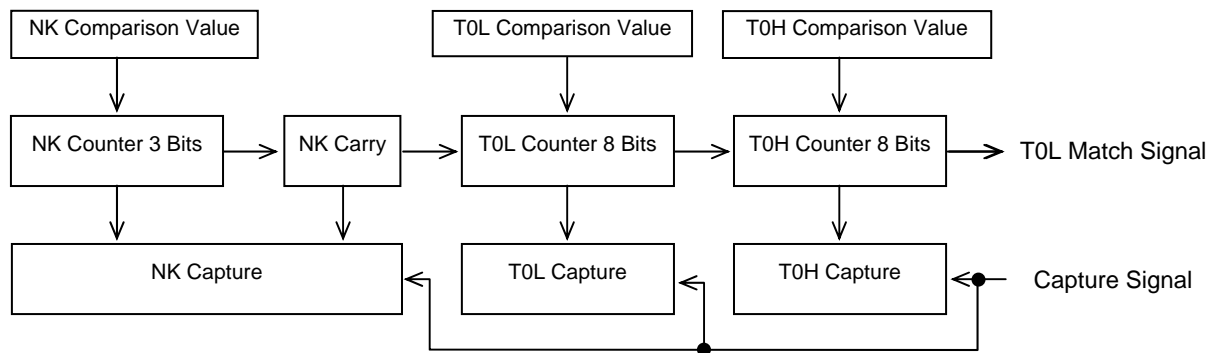 NK Comparison Value
T0L Comparison Value
T0H Comparison Value
NK Counter 3 Bits
NK Carry
T0L Counter 8 Bits
T0H Counter 8 Bits
T0L Match Signal
NK Capture
T0L Capture
T0H Capture
Capture Signal